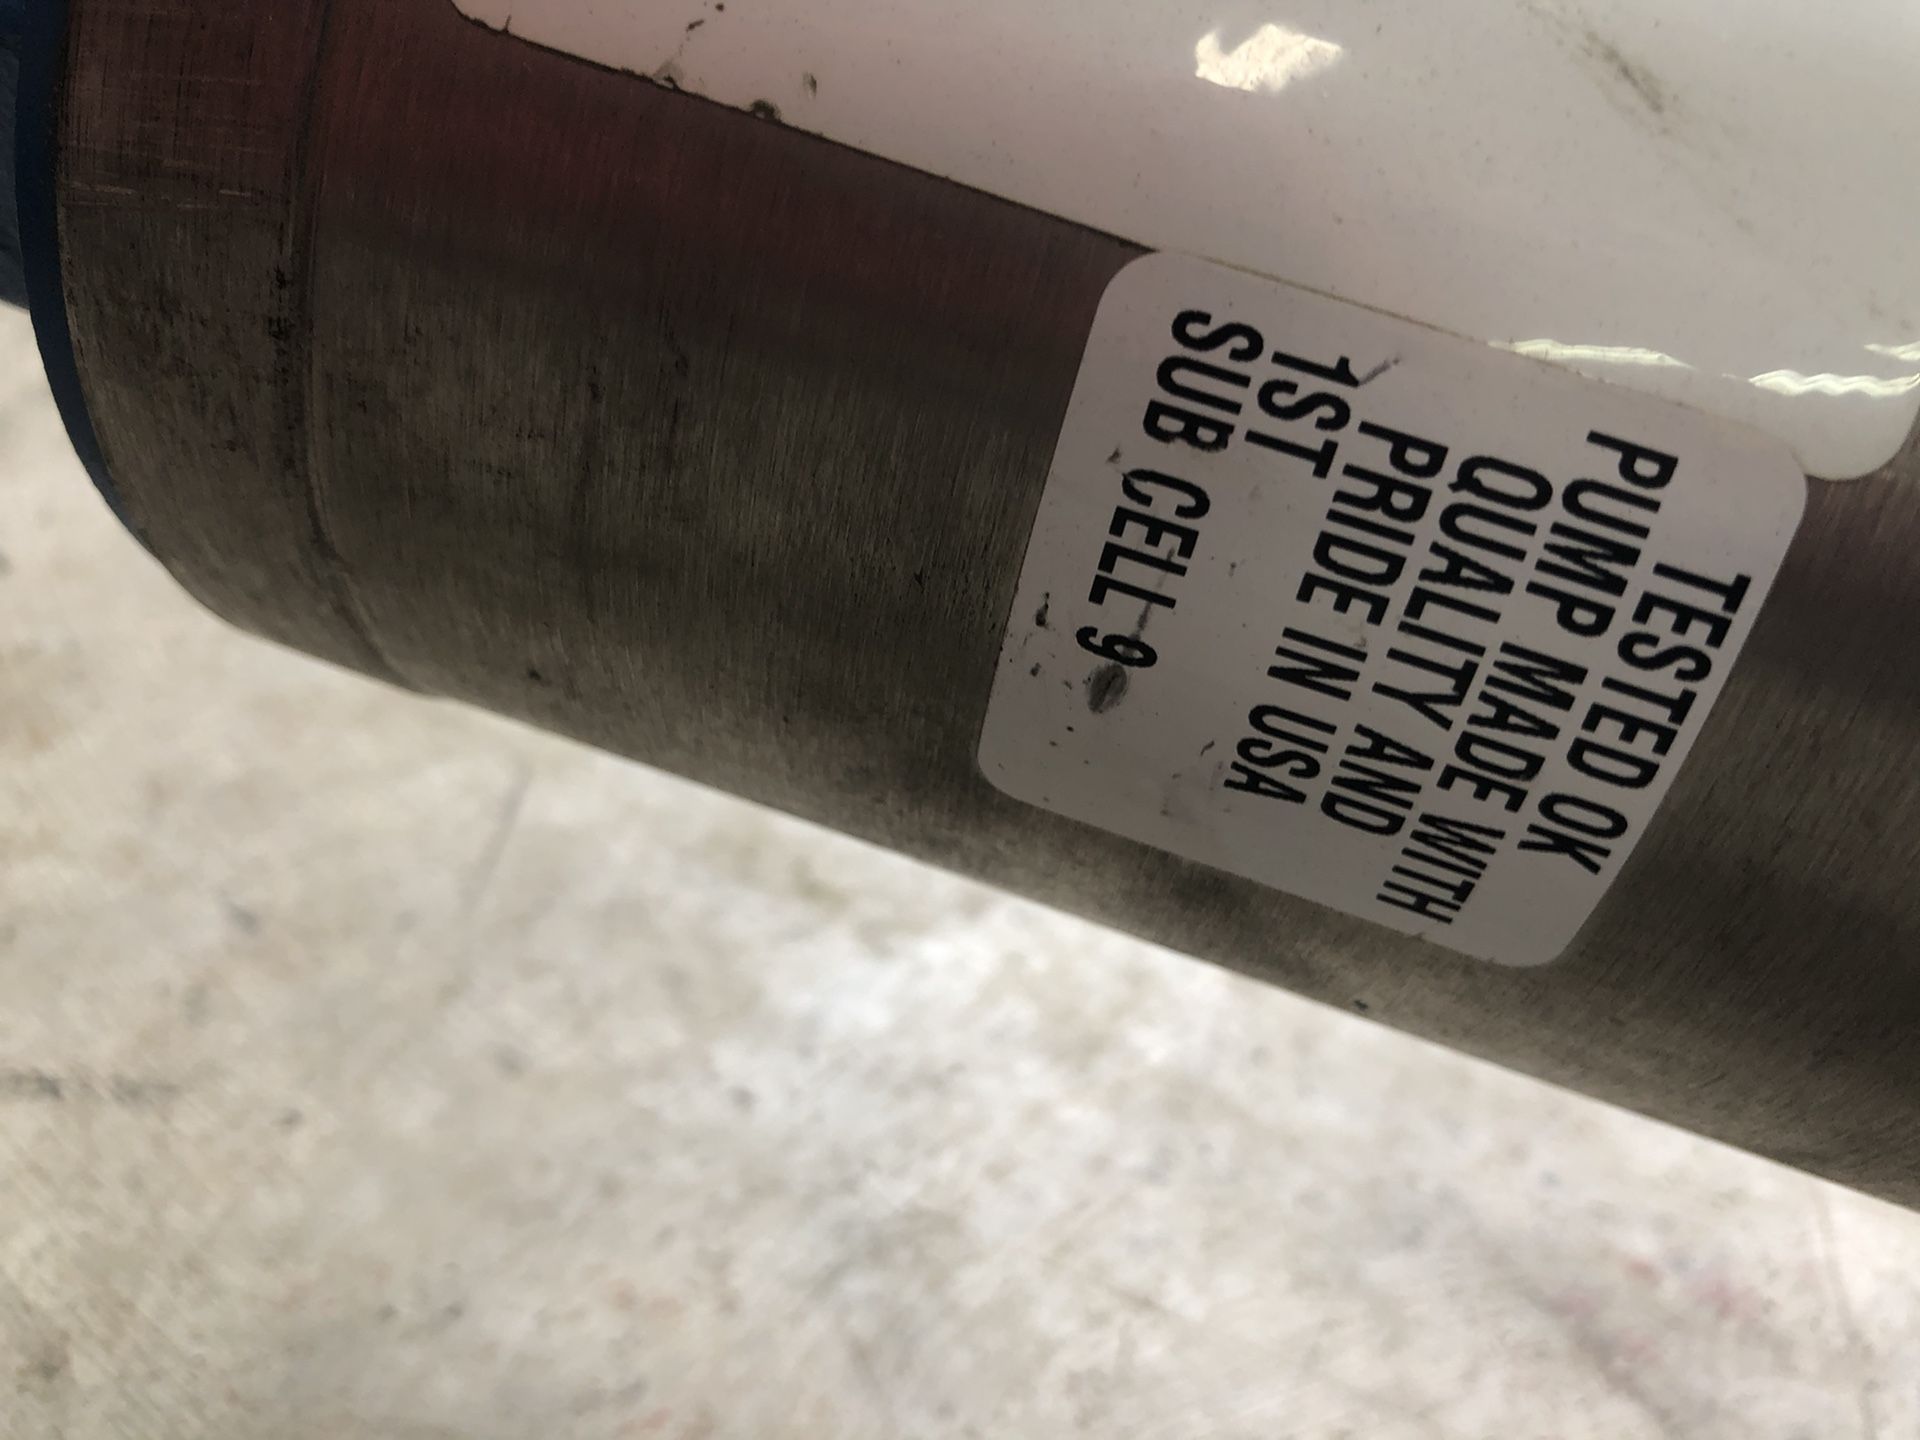 TESTED OK
PUMP MADE WITH
QUALITY AND
PRIDE IN USA
1ST
SUB CELL 9